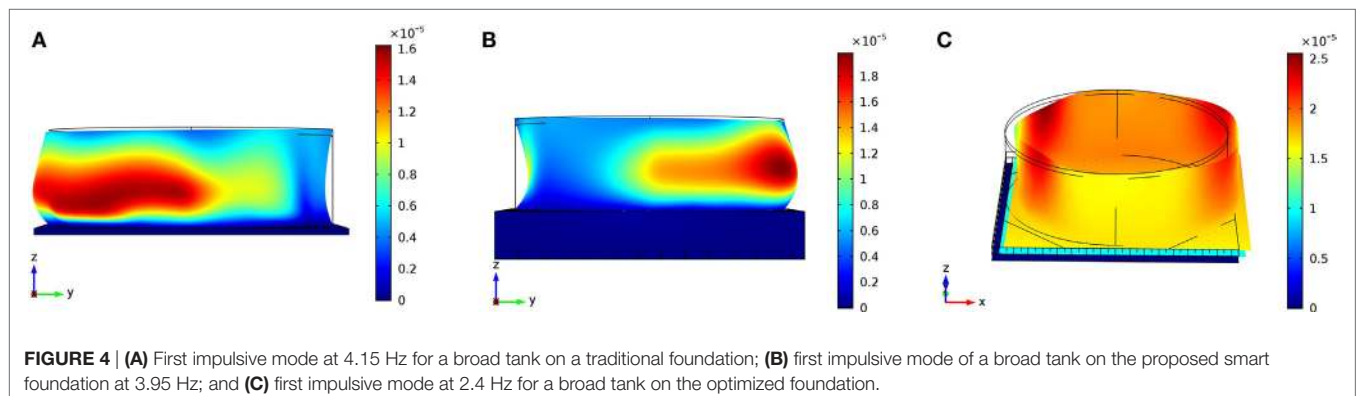 A
×10⁻⁵
1.6
1.4
1.2
1
0.8
0.6
0.4
0.2
0
z
y
B
×10⁻⁵
1.8
1.6
1.4
1.2
1
0.8
0.6
0.4
0.2
0
z
y
C
×10⁻⁵
2.5
2
1.5
1
0.5
0
z
x
FIGURE 4 | (A) First impulsive mode at 4.15 Hz for a broad tank on a traditional foundation; (B) first impulsive mode of a broad tank on the proposed smart
foundation at 3.95 Hz; and (C) first impulsive mode at 2.4 Hz for a broad tank on the optimized foundation.